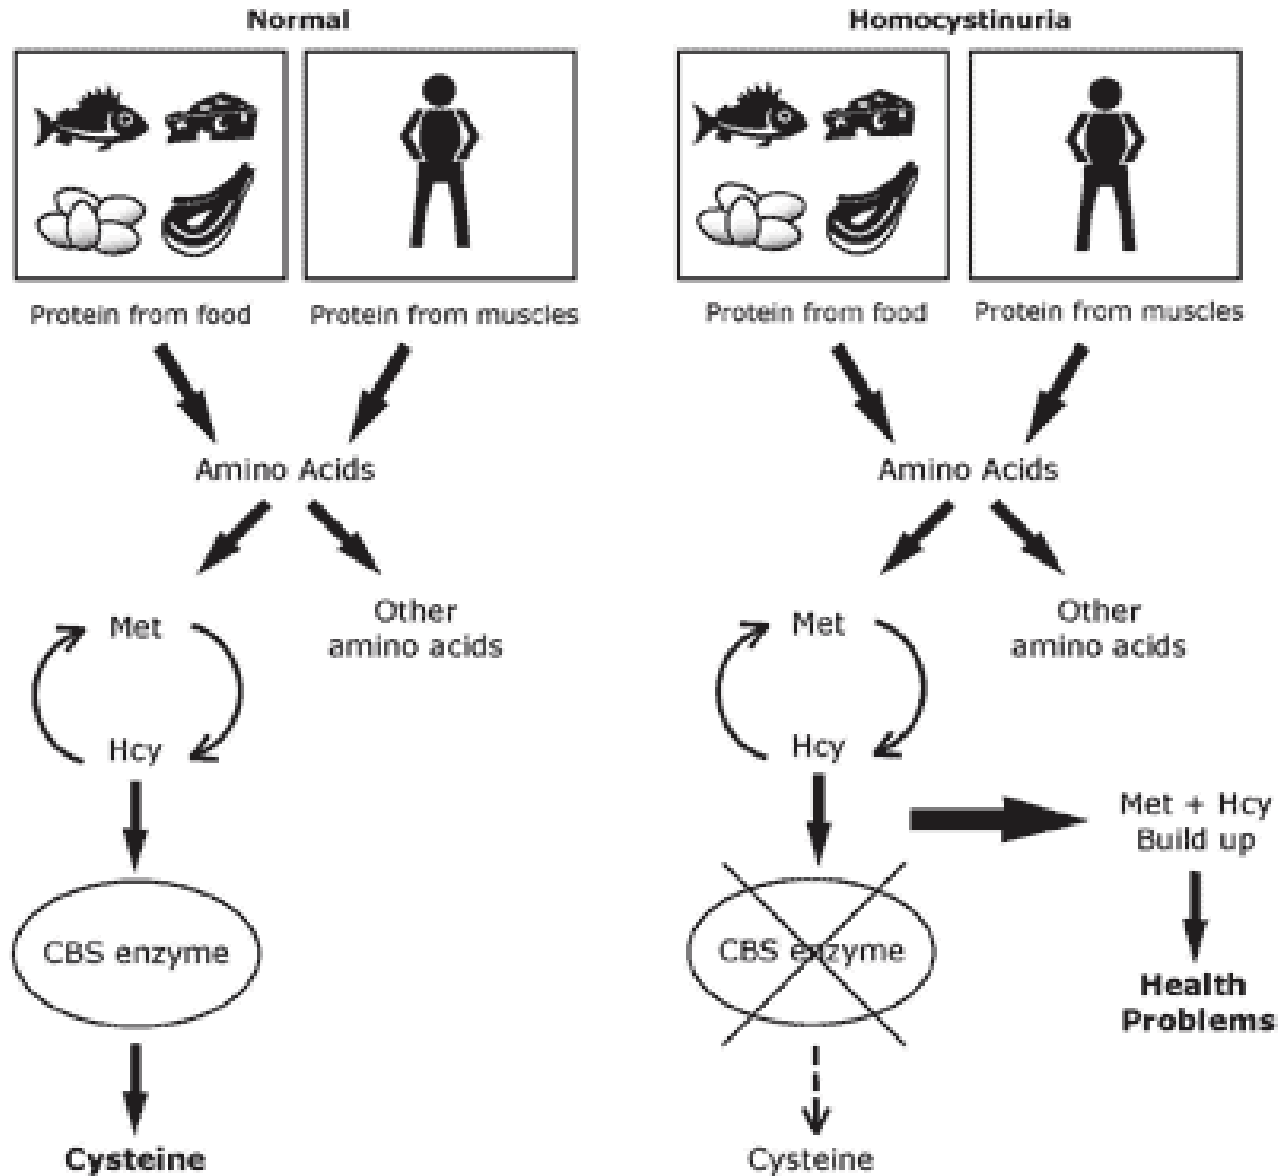 Normal
Protein from food
Protein from muscles
Amino Acids
Met
Other
amino acids
Hcy
CBS enzyme
Cysteine
Homocystinuria
Protein from food
Protein from muscles
Amino Acids
Met
Other
amino acids
Hcy
Met + Hcy
Build up
CBS enzyme
Health
Problems
Cysteine